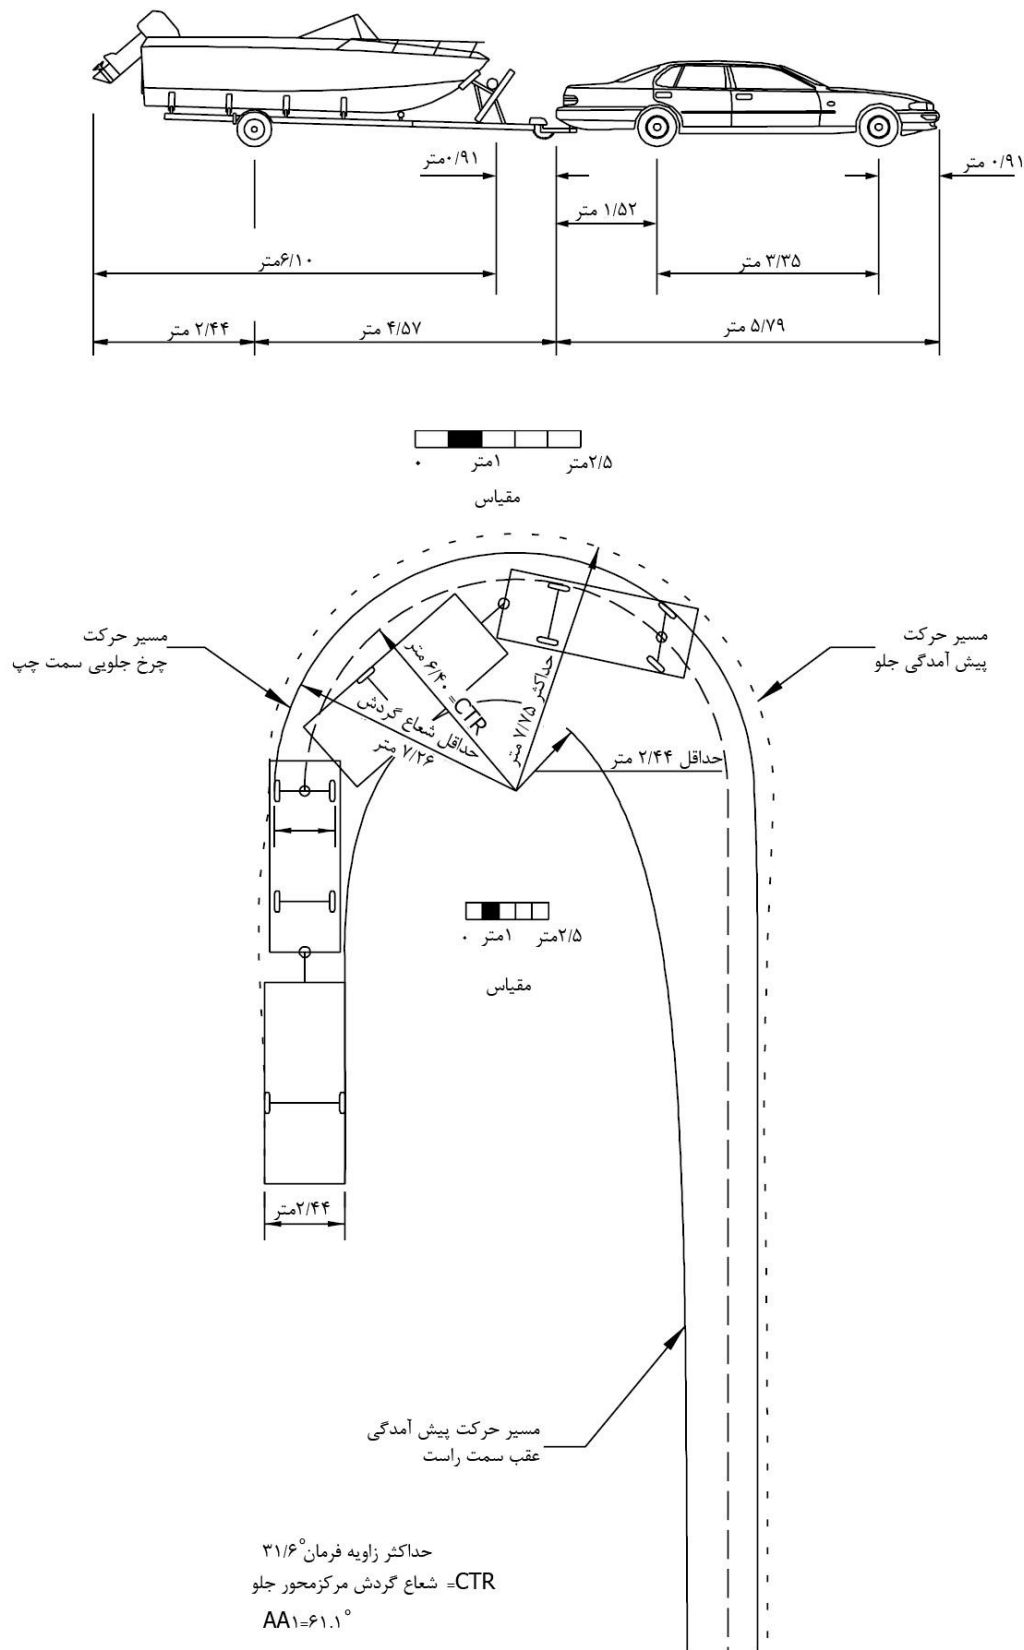 ۰/۹۱متر
۰/۹۱ متر
۱/۵۲ متر
۶/۱۰متر
۳/۳۵ متر
۲/۴۴ متر
۴/۵۷ متر
۵/۷۹ متر
۰
۱متر
۲/۵متر
مقیاس
مسیر حرکت
چرخ جلویی سمت چپ
مسیر حرکت
پیش آمدگی جلو
CTR= ۶/۴۰ متر
حداقل شعاع گردش
۷/۲۶ متر
حداکثر ۷/۷۵ متر
حداقل ۲/۴۴ متر
۰
۱متر
۲/۵متر
مقیاس
۲/۴۴متر
مسیر حرکت پیش آمدگی
عقب سمت راست
حداکثر زاویه فرمان ۳۱/۶°
CTR= شعاع گردش مرکزمحور جلو
AA۱=۶۱.۱°